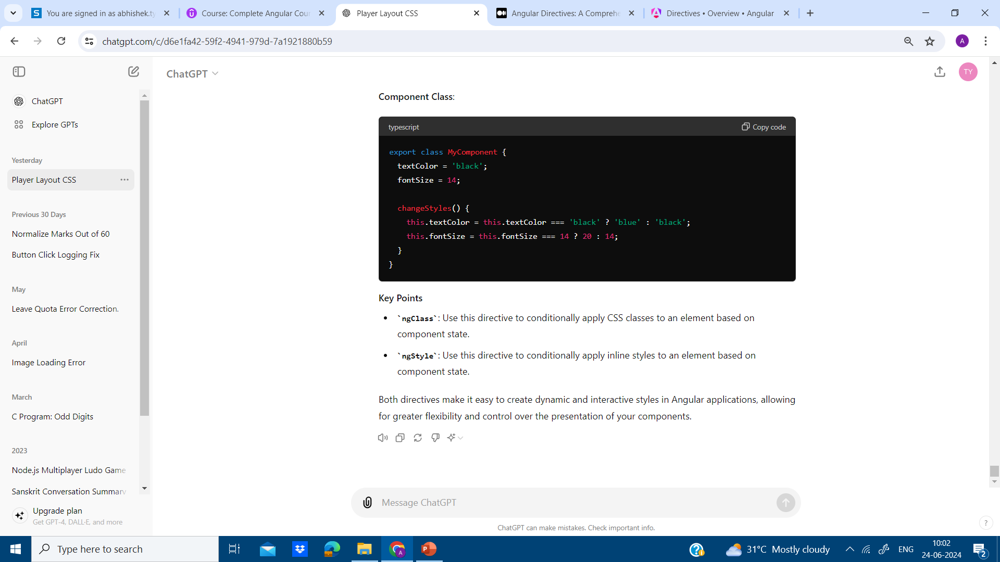 You are signed in as abhishek.ty
Course: Complete Angular Cour
Player Layout CSS
Angular Directives: A Comprehe
Directives • Overview • Angular
chatgpt.com/c/d6e1fa42-59f2-4941-979d-7a1921880b59
A
ChatGPT
TY
ChatGPT
Explore GPTs
Yesterday
Player Layout CSS
Previous 30 Days
Normalize Marks Out of 60
Button Click Logging Fix
May
Leave Quota Error Correction.
April
Image Loading Error
March
C Program: Odd Digits
2023
Node.js Multiplayer Ludo Game
Sanskrit Conversation Summary
Upgrade plan
Get GPT-4, DALL·E, and more
Component Class:
typescript
Copy code
export class MyComponent {
textColor = 'black';
fontSize = 14;
changeStyles() {
this.textColor = this.textColor === 'black' ? 'blue' : 'black';
this.fontSize = this.fontSize === 14 ? 20 : 14;
}
}
Key Points
• `ngClass`: Use this directive to conditionally apply CSS classes to an element based on
component state.
• `ngStyle`: Use this directive to conditionally apply inline styles to an element based on
component state.
Both directives make it easy to create dynamic and interactive styles in Angular applications, allowing
for greater flexibility and control over the presentation of your components.
Message ChatGPT
ChatGPT can make mistakes. Check important info.
?
Type here to search
31°C Mostly cloudy
ENG
10:02
24-06-2024
2